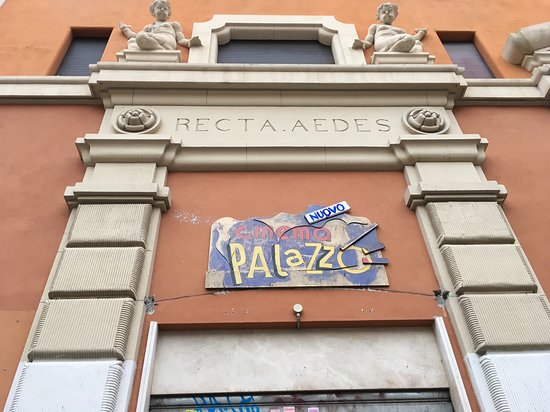 RECTA.AEDES
NUOVO
CINEMA
PALAZZO